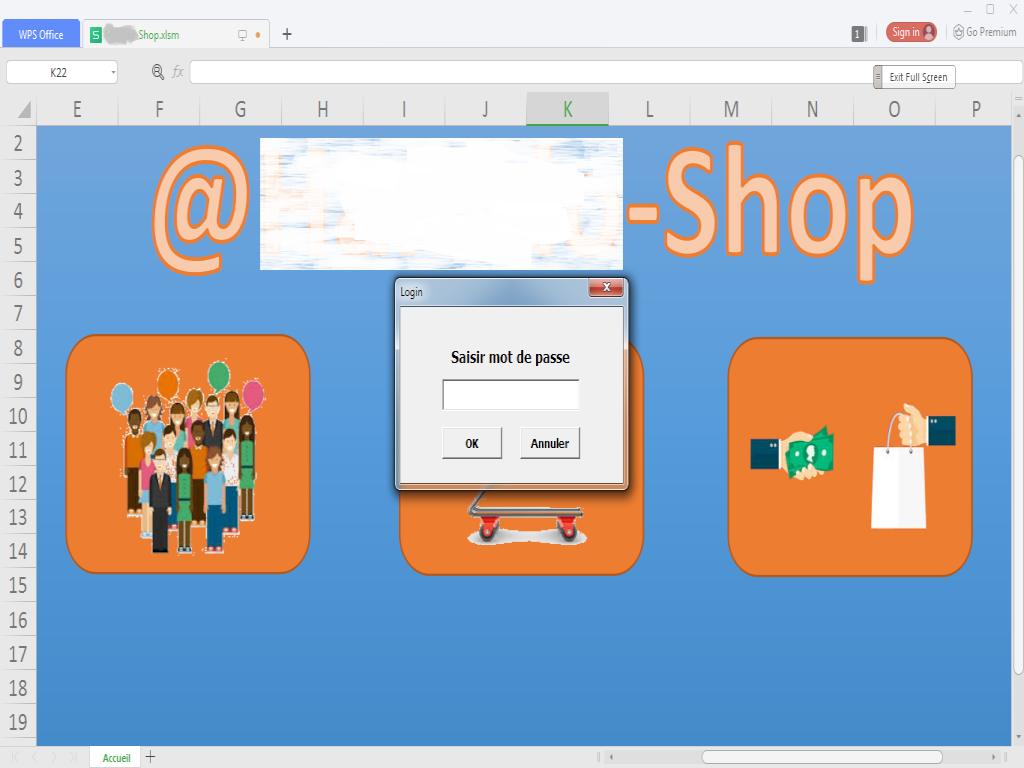 WPS Office
S
Shop.xlsm
+
1
Sign in
Go Premium
K22
fx
Exit Full Screen
E F G H I J K L M N O P
2
3
4
5
6
7
8
9
10
11
12
13
14
15
16
17
18
19
@ -Shop
Login
X
Saisir mot de passe
OK Annuler
Accueil +